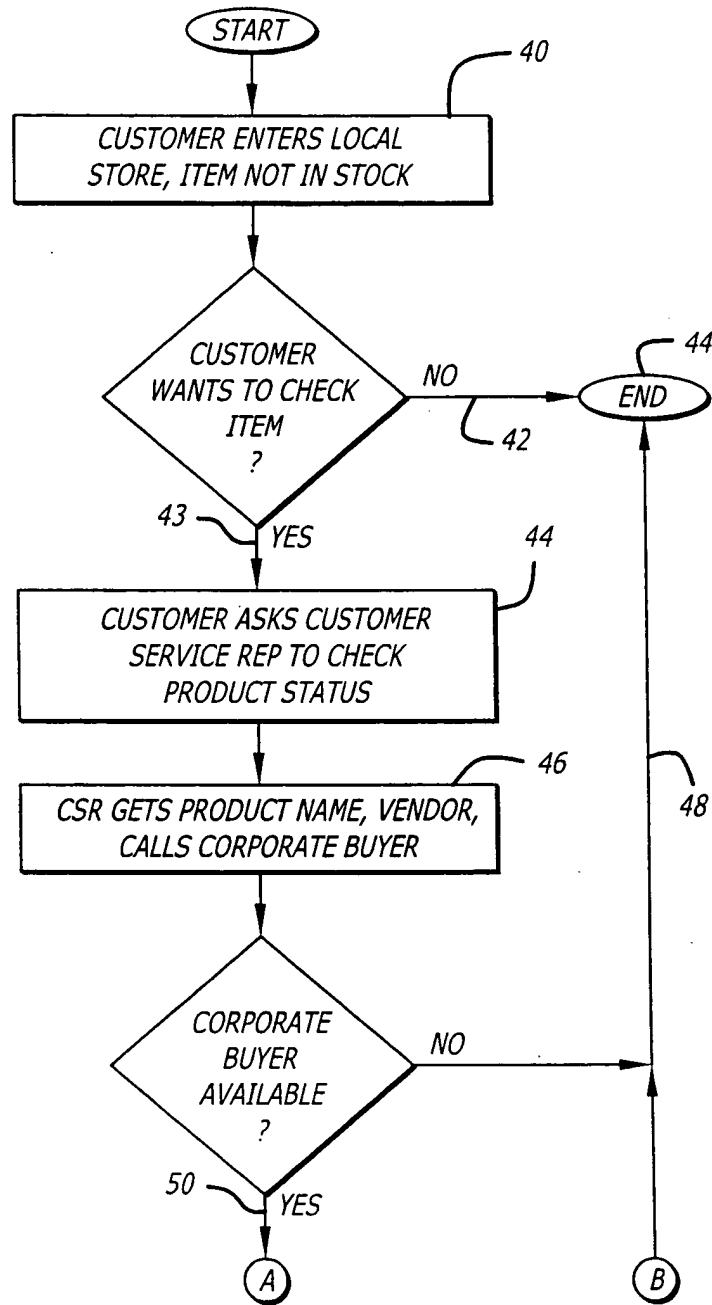 START
40
CUSTOMER ENTERS LOCAL
STORE, ITEM NOT IN STOCK
CUSTOMER
WANTS TO CHECK
ITEM
?
NO
42
44
END
43
YES
44
CUSTOMER ASKS CUSTOMER
SERVICE REP TO CHECK
PRODUCT STATUS
46
CSR GETS PRODUCT NAME, VENDOR,
CALLS CORPORATE BUYER
48
CORPORATE
BUYER
AVAILABLE
?
NO
50
YES
A
B